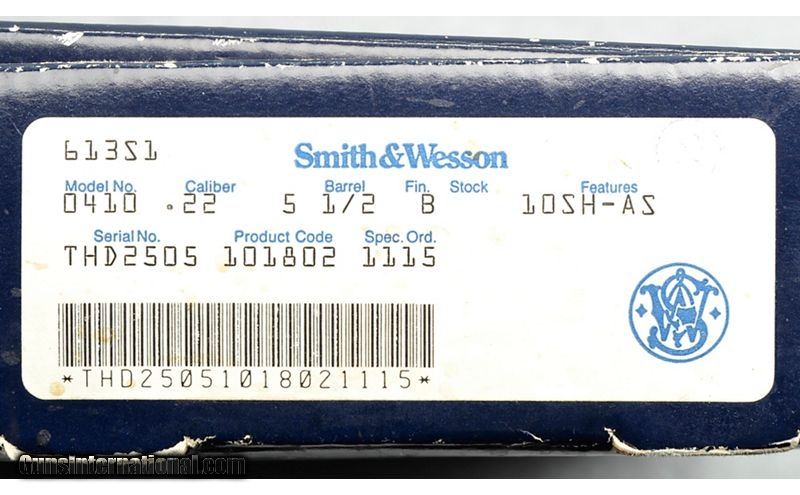 61351
Smith&Wesson
Model No. Caliber Barrel Fin. Stock Features
0410 .22 5 1/2 B 10SH-AS
Serial No. Product Code Spec. Ord.
THD2505 101802 1115
*THD25051018021115*
GunsInternational.com